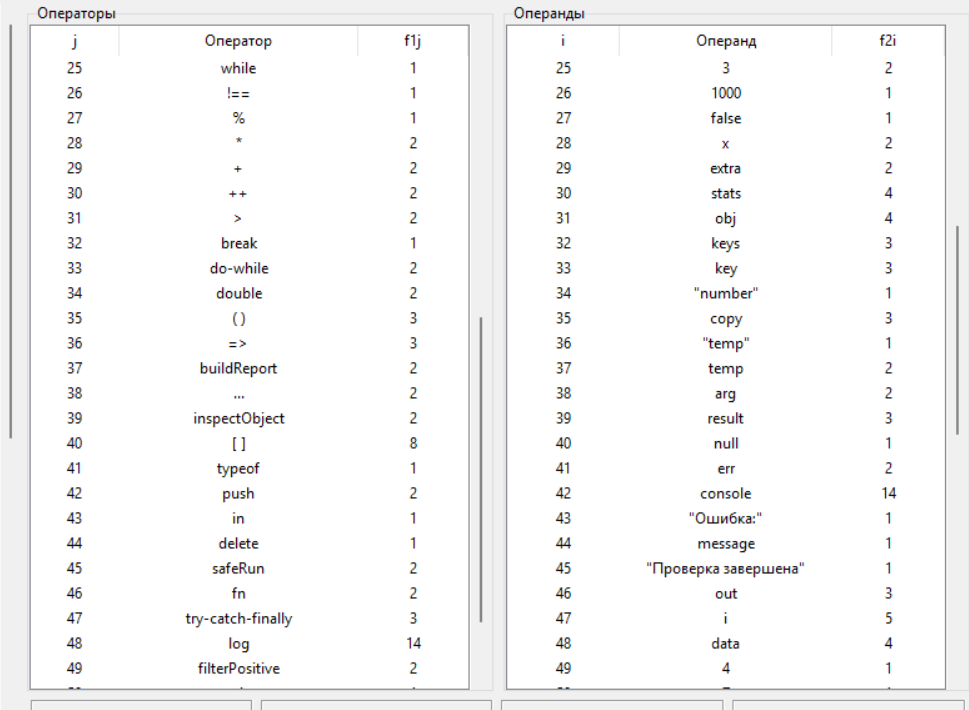 Операторы Операнды
j Оператор f1j i Операнд f2i
25 while 1 25 3 2
26 !== 1 26 1000 1
27 % 1 27 false 1
28 * 2 28 x 2
29 + 2 29 extra 2
30 ++ 2 30 stats 4
31 > 2 31 obj 4
32 break 1 32 keys 3
33 do-while 2 33 key 3
34 double 2 34 "number" 1
35 ( ) 3 35 copy 3
36 => 3 36 "temp" 1
37 buildReport 2 37 temp 2
38 ... 2 38 arg 2
39 inspectObject 2 39 result 3
40 [ ] 8 40 null 1
41 typeof 1 41 err 2
42 push 2 42 console 14
43 in 1 43 "Ошибка:" 1
44 delete 1 44 message 1
45 safeRun 2 45 "Проверка завершена" 1
46 fn 2 46 out 3
47 try-catch-finally 3 47 i 5
48 log 14 48 data 4
49 filterPositive 2 49 4 1